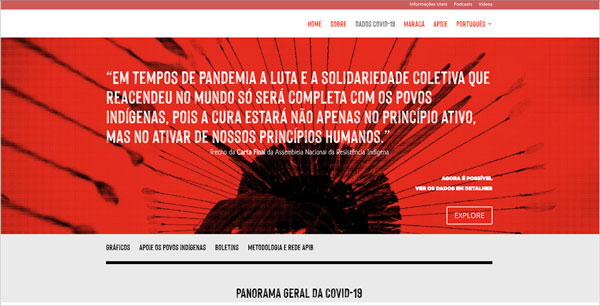 Informações Úteis Podcasts Vídeos
HOME SOBRE DADOS COVID-19 MARACÁ APOIE PORTUGUÊS
“EM TEMPOS DE PANDEMIA A LUTA E A SOLIDARIEDADE COLETIVA QUE
REACENDEU NO MUNDO SÓ SERÁ COMPLETA COM OS POVOS
INDÍGENAS, POIS A CURA ESTARÁ NÃO APENAS NO PRINCÍPIO ATIVO,
MAS NO ATIVAR DE NOSSOS PRINCÍPIOS HUMANOS.”
Trecho da Carta Final da Assembleia Nacional da Resistência Indígena
AGORA É POSSÍVEL
VER OS DADOS EM DETALHES
EXPLORE
GRÁFICOS APOIE OS POVOS INDÍGENAS BOLETINS METODOLOGIA E REDE APIB
PANORAMA GERAL DA COVID-19